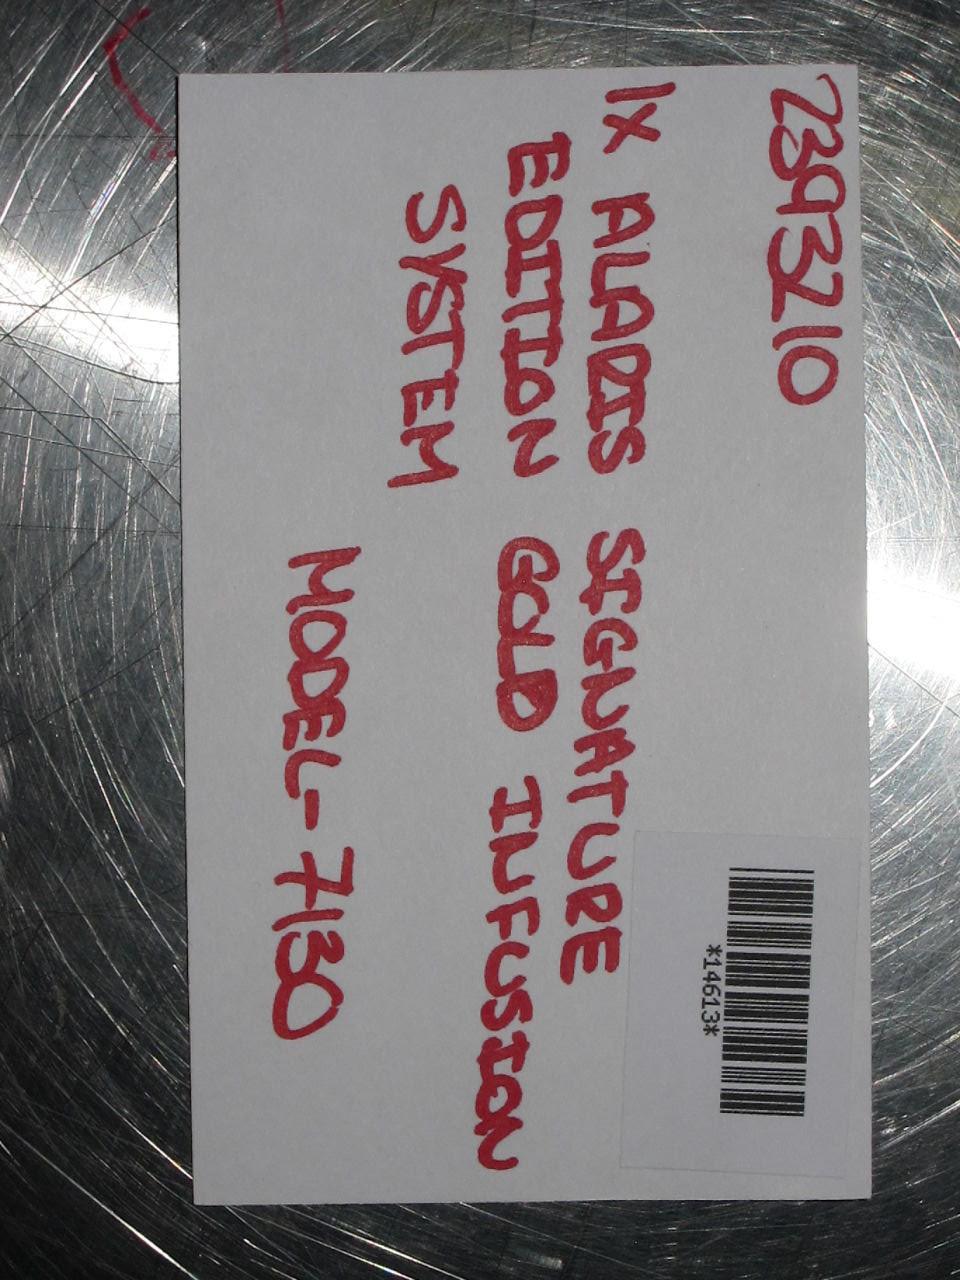 2393210
1X ALARIS SIGNATURE
EDITION GOLD INFUSION
SYSTEM
MODEL-7130
*14613*